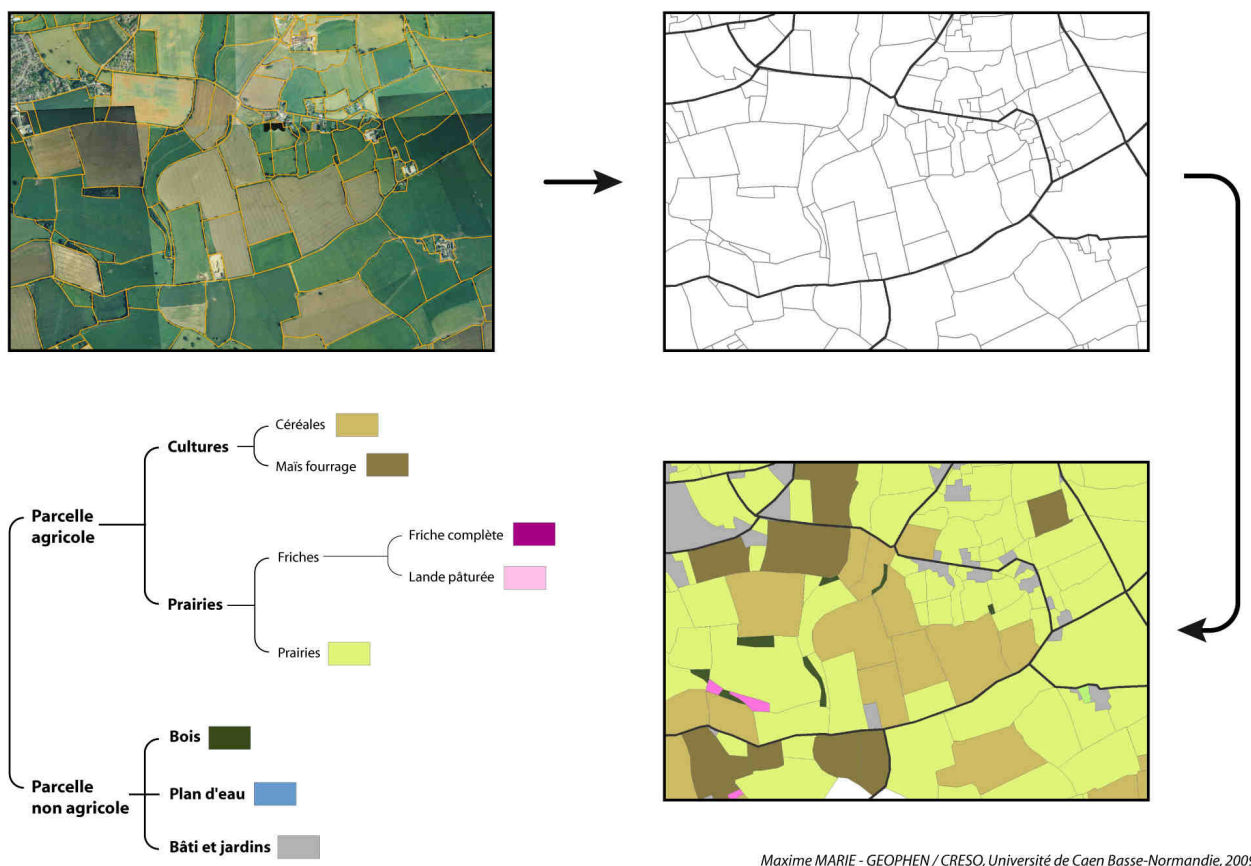 Céréales
Cultures
Maïs fourrage
Parcelle
agricole
Friche complète
Friches
Lande pâturée
Prairies
Prairies
Bois
Parcelle
non agricole
Plan d'eau
Bâti et jardins
Maxime MARIE - GEOPHEN / CRESO, Université de Caen Basse-Normandie, 2009